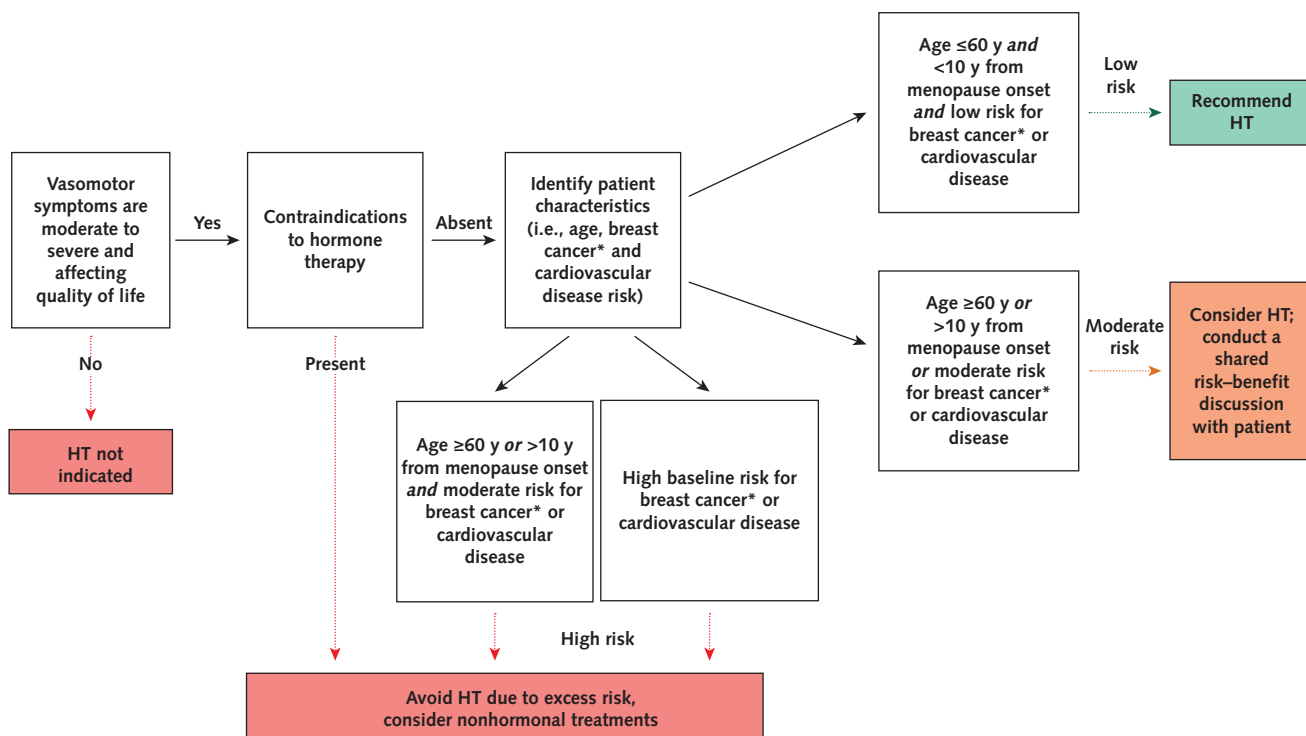 Vasomotor
symptoms are
moderate to
severe and
affecting
quality of life
Yes
No
HT not
indicated
Contraindications
to hormone
therapy
Absent
Present
Identify patient
characteristics
(i.e., age, breast
cancer* and
cardiovascular
disease risk)
Age ≤60 y and
<10 y from
menopause onset
and low risk for
breast cancer* or
cardiovascular
disease
Low
risk
Recommend
HT
Age ≥60 y or
>10 y from
menopause onset
or moderate risk
for breast cancer*
or cardiovascular
disease
Moderate
risk
Consider HT;
conduct a
shared
risk–benefit
discussion
with patient
Age ≥60 y or >10 y
from menopause onset
and moderate risk for
breast cancer* or
cardiovascular
disease
High baseline risk for
breast cancer* or
cardiovascular disease
High risk
Avoid HT due to excess risk,
consider nonhormonal treatments